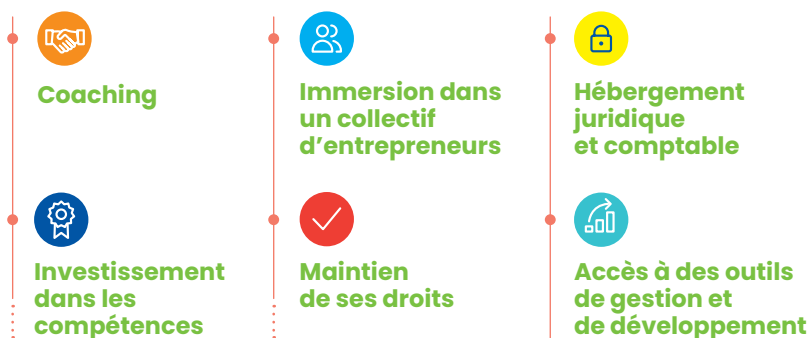 Coaching
Immersion dans
un collectif
d’entrepreneurs
Hébergement
juridique
et comptable
Investissement
dans les
compétences
Maintien
de ses droits
Accès à des outils
de gestion et
de développement